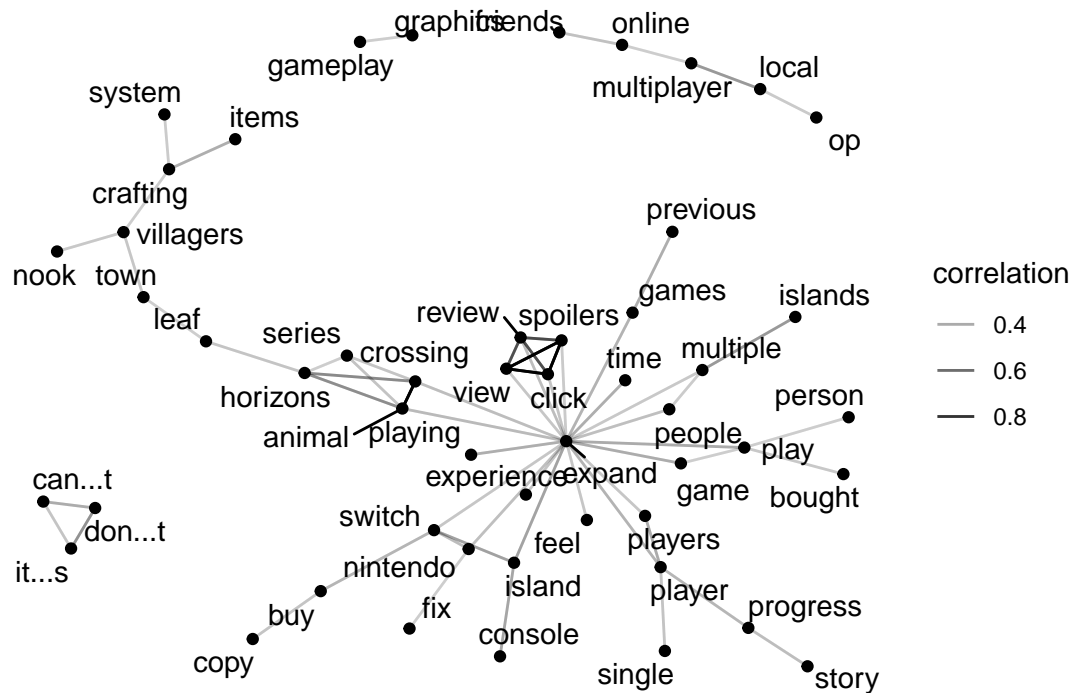 graphics
friends
online
gameplay
local
multiplayer
system
items
op
crafting
previous
villagers
nook
town
correlation
games
islands
review
spoilers
leaf
series
0.4
crossing
time
multiple
0.6
view
click
horizons
person
0.8
animal
playing
people
play
experience
expand
can...t
game
bought
don...t
switch
feel
players
it...s
nintendo
island
player
buy
fix
progress
console
copy
single
story